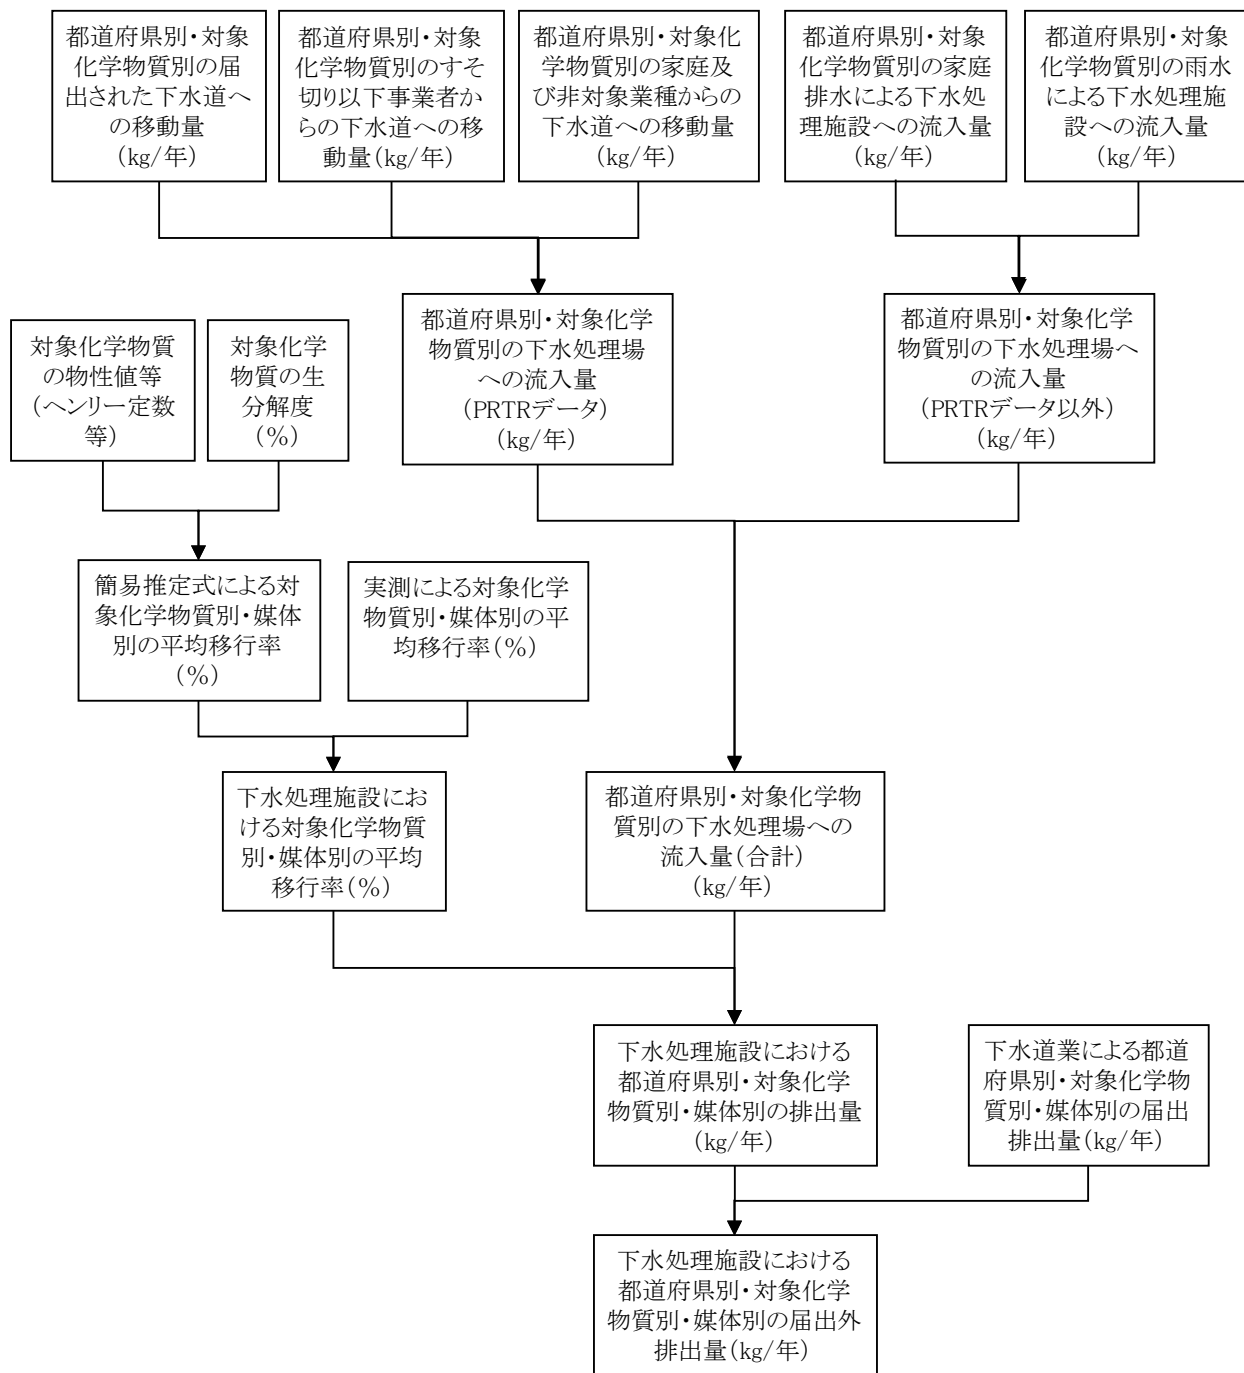 都道府県別・対象
化学物質別の届
出された下水道へ
の移動量
(kg/年)
都道府県別・対象
化学物質別のすそ
切り以下事業者か
らの下水道への移
動量(kg/年)
都道府県別・対象化
学物質別の家庭及
び非対象業種からの
下水道への移動量
(kg/年)
都道府県別・対象
化学物質別の家庭
排水による下水処
理施設への流入量
(kg/年)
都道府県別・対象
化学物質別の雨水
による下水処理施
設への流入量
(kg/年)
対象化学物質
の物性値等
(ヘンリー定数
等)
対象化学
物質の生
分解度
(%)
都道府県別・対象化学
物質別の下水処理場
への流入量
(PRTRデータ)
(kg/年)
都道府県別・対象化学
物質別の下水処理場へ
の流入量
(PRTRデータ以外)
(kg/年)
簡易推定式による対
象化学物質別・媒体
別の平均移行率
(%)
実測による対象化学
物質別・媒体別の平
均移行率(%)
下水処理施設にお
ける対象化学物質
別・媒体別の平均
移行率(%)
都道府県別・対象化学物
質別の下水処理場への
流入量(合計)
(kg/年)
下水処理施設における
都道府県別・対象化学
物質別・媒体別の排出量
(kg/年)
下水道業による都道
府県別・対象化学物
質別・媒体別の届出
排出量(kg/年)
下水処理施設における
都道府県別・対象化学
物質別・媒体別の届出外
排出量(kg/年)